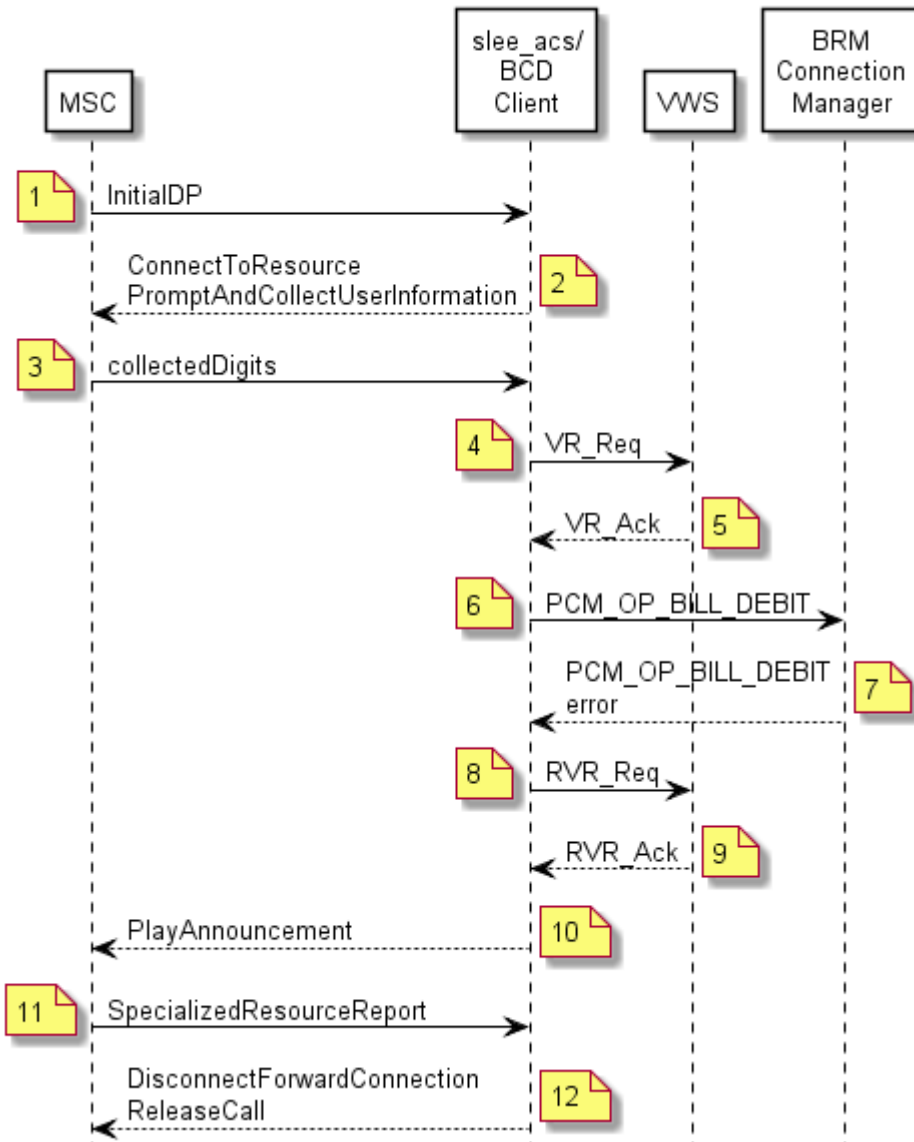 MSC
slee_acs/
BCD
Client
VWS
BRM
Connection
Manager
1
InitialDP
ConnectToResource
PromptAndCollectUserInformation
2
3
collectedDigits
4
VR_Req
VR_Ack
5
6
PCM_OP_BILL_DEBIT
PCM_OP_BILL_DEBIT
error
7
8
RVR_Req
RVR_Ack
9
PlayAnnouncement
10
11
SpecializedResourceReport
DisconnectForwardConnection
ReleaseCall
12